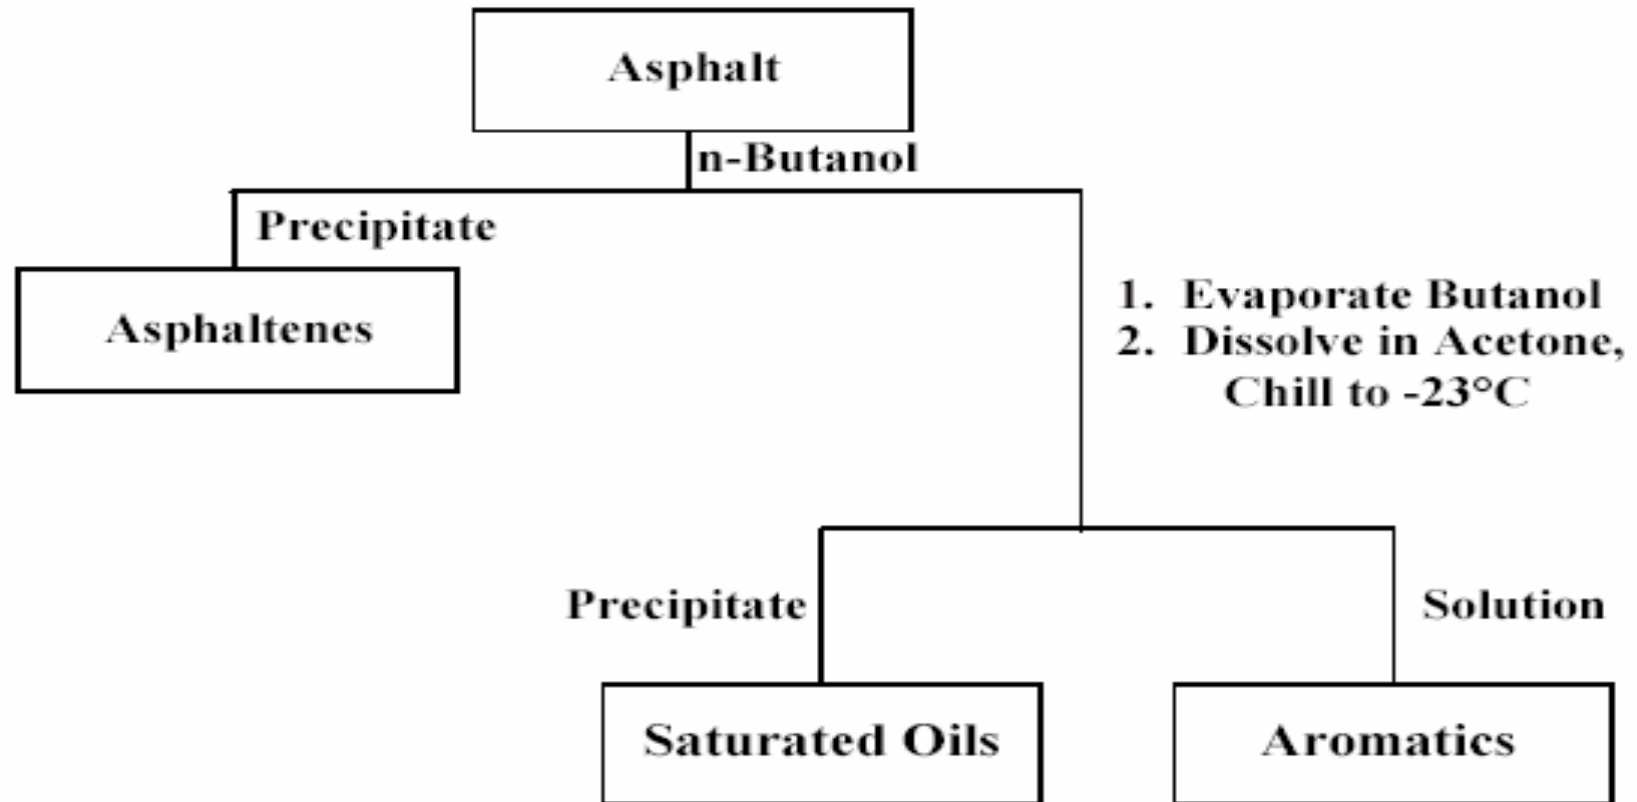 Asphalt
n-Butanol
Precipitate
Asphaltenes
1. Evaporate Butanol
2. Dissolve in Acetone,
Chill to -23°C
Precipitate
Solution
Saturated Oils
Aromatics